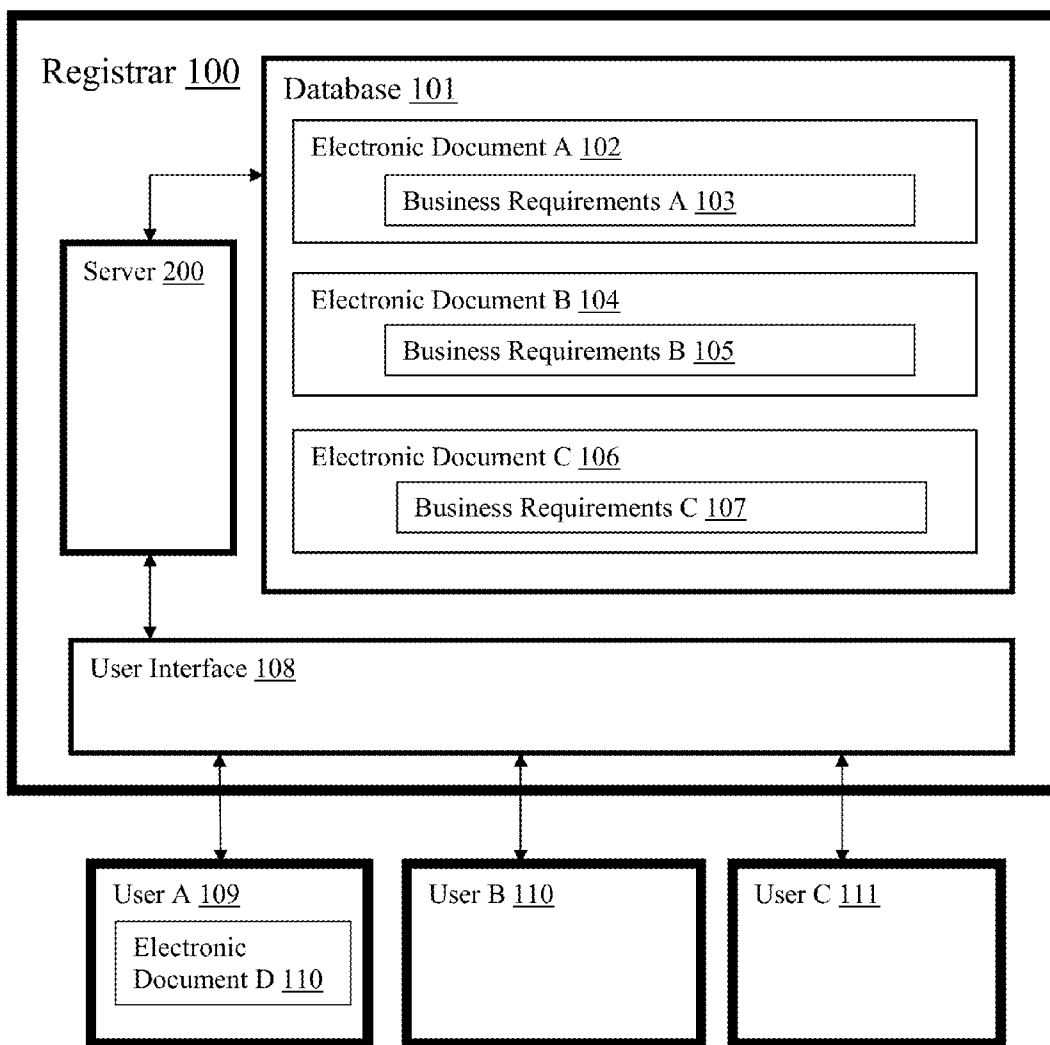 Registrar 100
Database 101
Electronic Document A 102
Business Requirements A 103
Server 200
Electronic Document B 104
Business Requirements B 105
Electronic Document C 106
Business Requirements C 107
User Interface 108
User A 109
Electronic
Document D 110
User B 110
User C 111